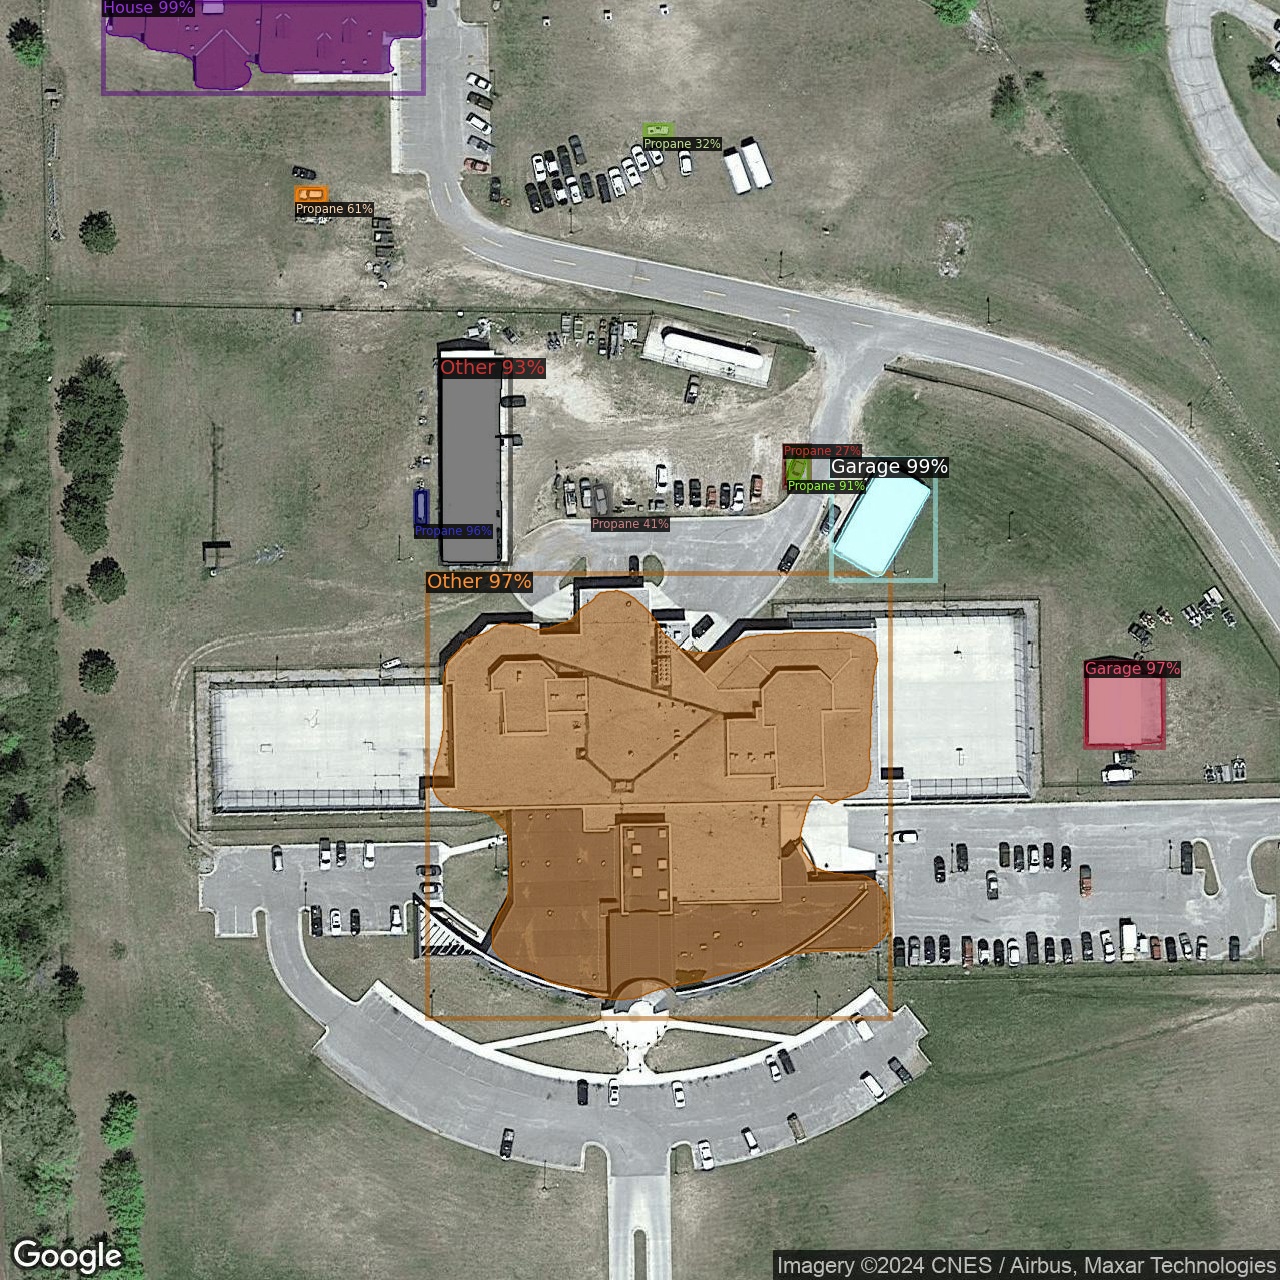 House 99%
Propane 32%
Propane 61%
Other 93%
Propane 27%
Garage 99%
Propane 91%
Propane 96%
Propane 41%
Other 97%
Garage 97%
Google
Imagery ©2024 CNES / Airbus, Maxar Technologies